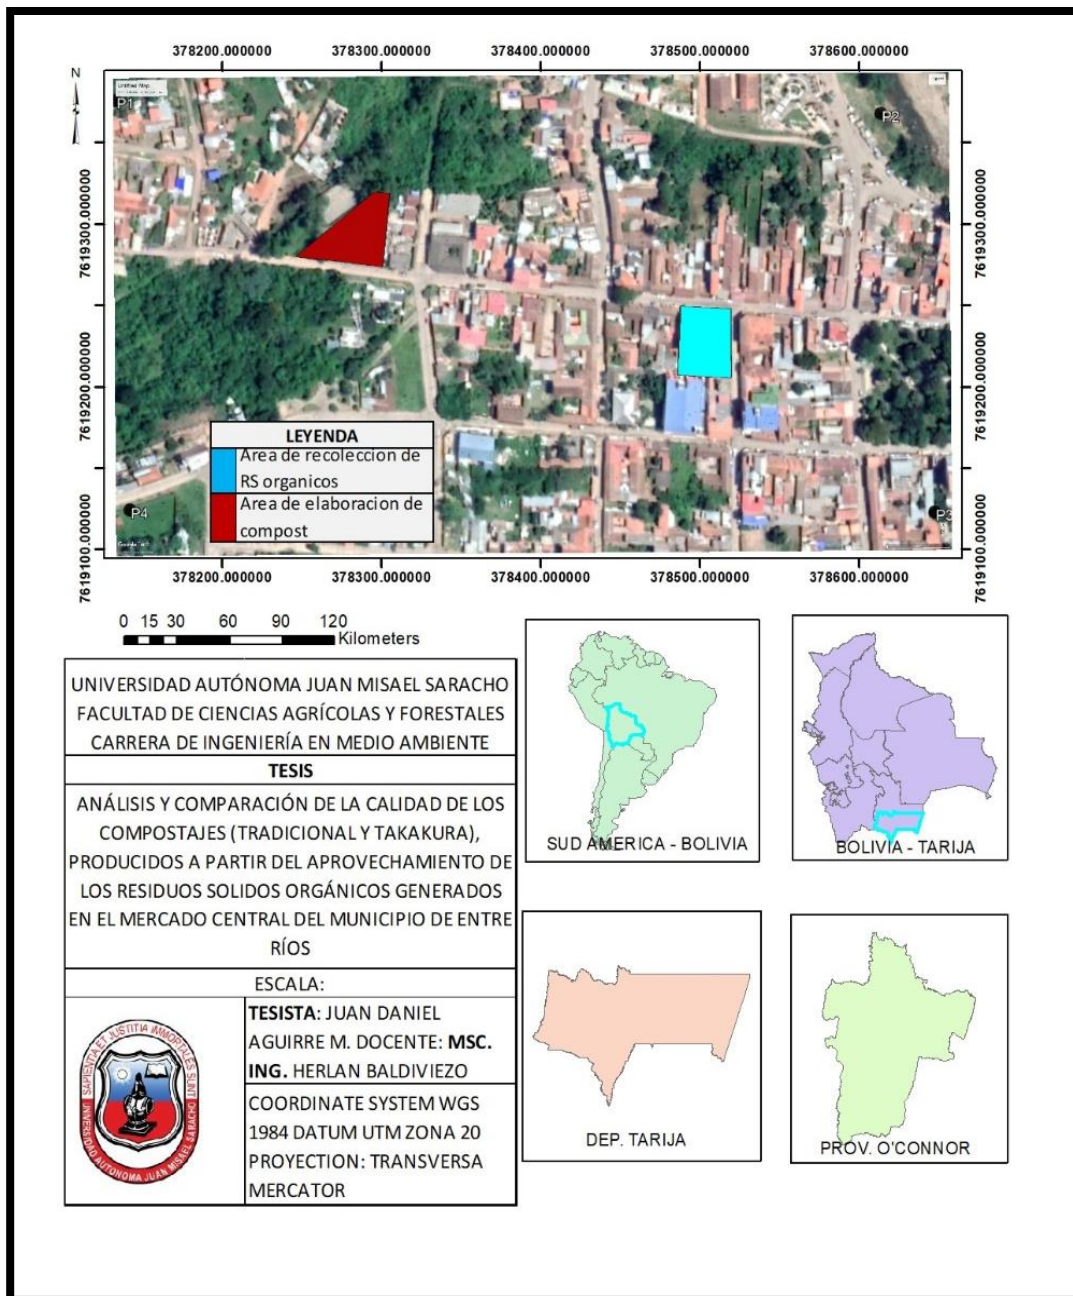 378200.000000 378300.000000 378400.000000 378500.000000 378600.000000
N
Untitled Map
P1
P2
7619300.000000
7619300.000000
7619200.000000
7619200.000000
LEYENDA
Area de recoleccion de
RS organicos
Area de elaboracion de
compost
P4
P3
7619100.000000
7619100.000000
378200.000000 378300.000000 378400.000000 378500.000000 378600.000000
0 15 30 60 90 120
Kilometers
UNIVERSIDAD AUTÓNOMA JUAN MISAEL SARACHO
FACULTAD DE CIENCIAS AGRÍCOLAS Y FORESTALES
CARRERA DE INGENIERÍA EN MEDIO AMBIENTE
TESIS
ANÁLISIS Y COMPARACIÓN DE LA CALIDAD DE LOS
COMPOSTAJES (TRADICIONAL Y TAKAKURA),
PRODUCIDOS A PARTIR DEL APROVECHAMIENTO DE
LOS RESIDUOS SOLIDOS ORGÁNICOS GENERADOS
EN EL MERCADO CENTRAL DEL MUNICIPIO DE ENTRE
RÍOS
ESCALA:
TESISTA: JUAN DANIEL
AGUIRRE M. DOCENTE: MSC.
ING. HERLAN BALDIVIEZO
COORDINATE SYSTEM WGS
1984 DATUM UTM ZONA 20
PROYECTION: TRANSVERSA
MERCATOR
SAPIENTIA ET JUSTITIA IMMORTALES SUNT
UNIVERSIDAD AUTONOMA JUAN MISAEL SARACHO
SUD AMERICA - BOLIVIA
BOLIVIA - TARIJA
DEP. TARIJA
PROV. O'CONNOR